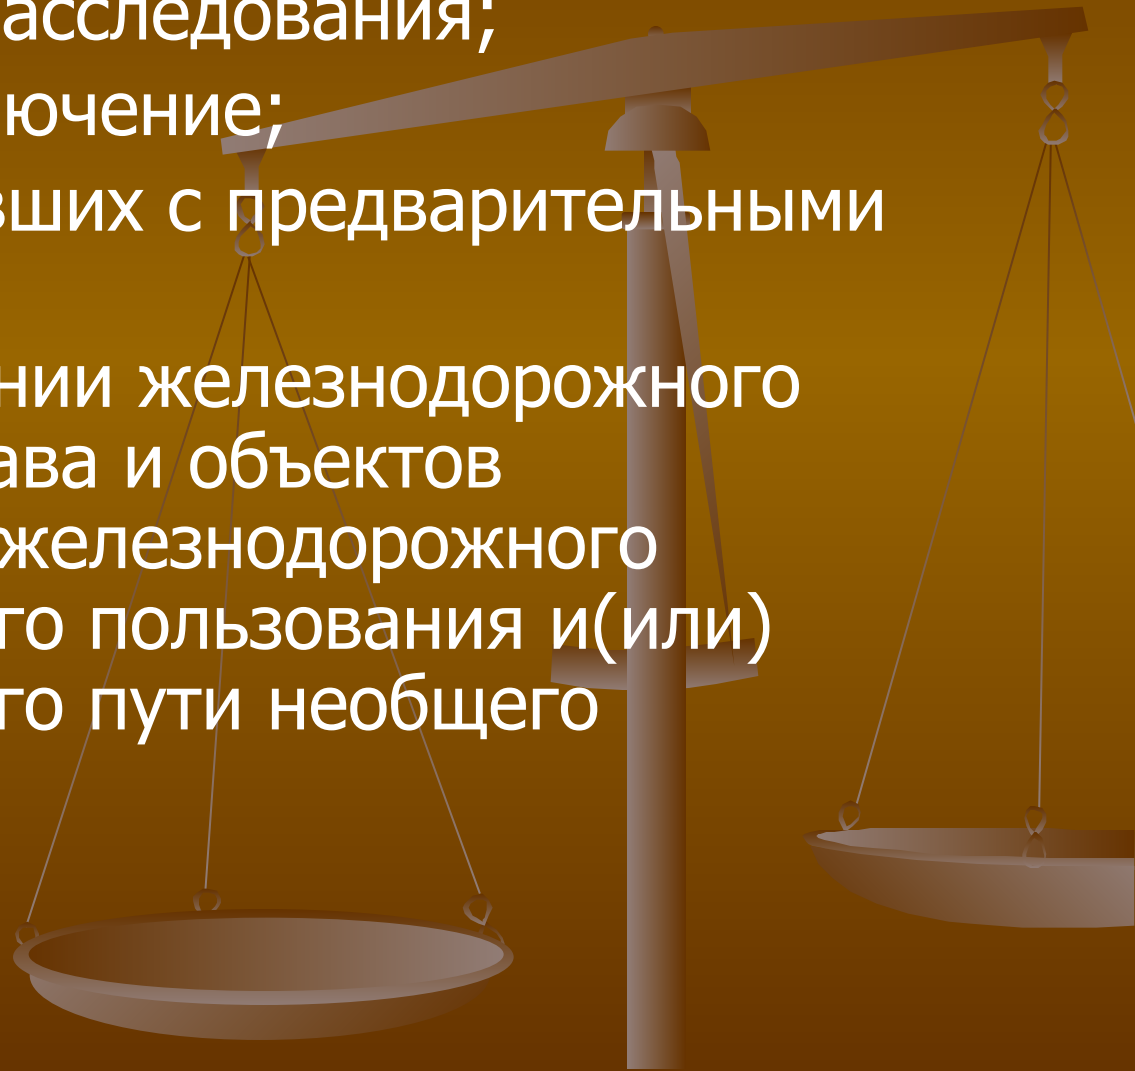 асследования;
ючение;
вших с предварительными
нии железнодорожного
ава и объектов
железнодорожного
го пользования и(или)
го пути необщего